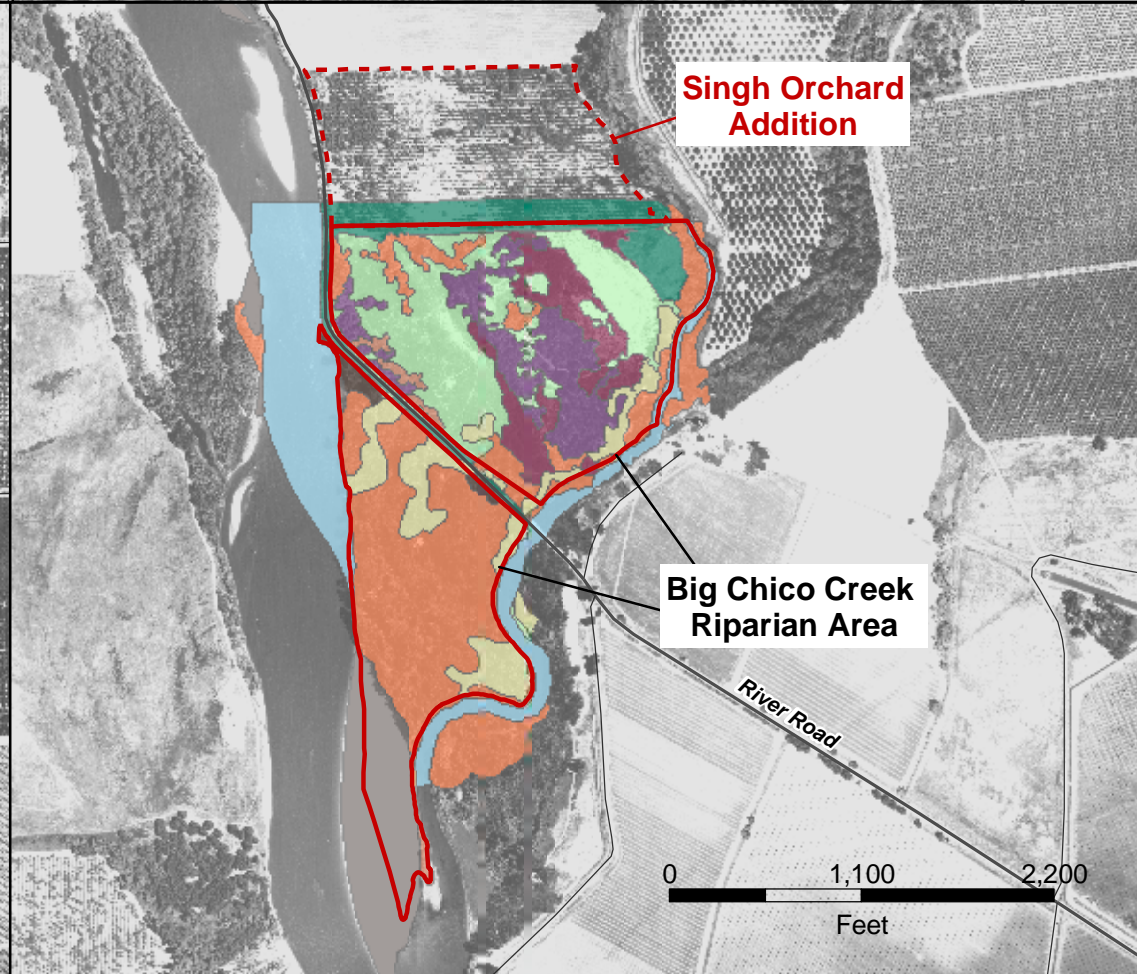 Singh Orchard
Addition
Big Chico Creek
Riparian Area
River Road
0 1,100 2,200
Feet